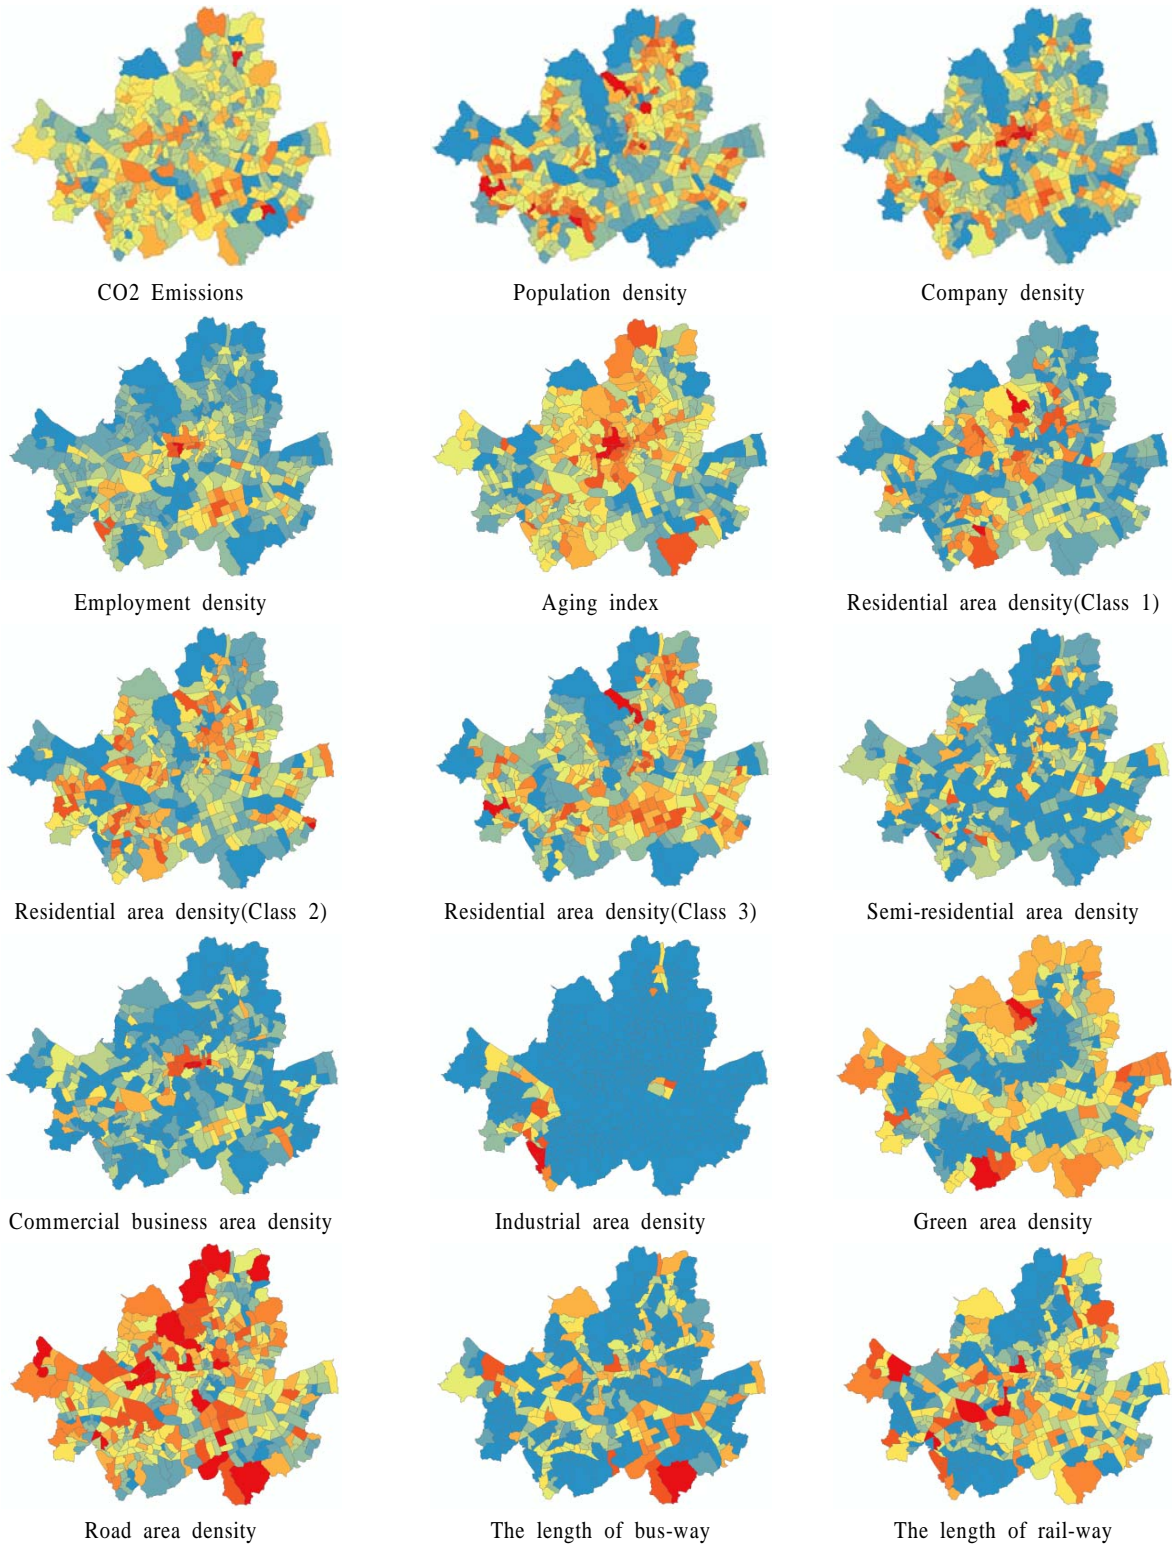 CO2 Emissions
Population density
Company density
Employment density
Aging index
Residential area density(Class 1)
Residential area density(Class 2)
Residential area density(Class 3)
Semi-residential area density
Commercial business area density
Industrial area density
Green area density
Road area density
The length of bus-way
The length of rail-way